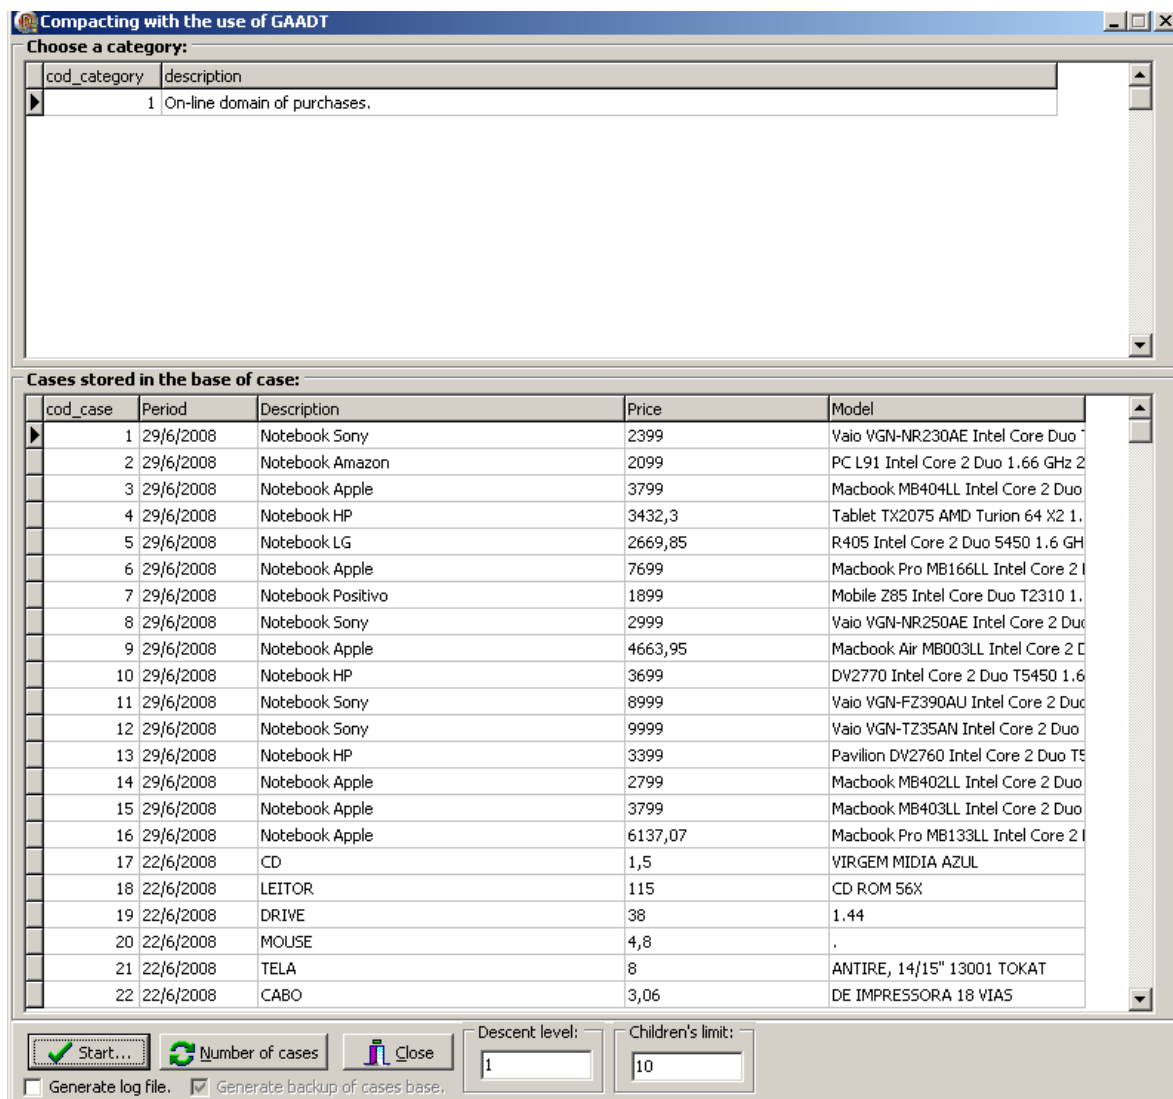 Compacting with the use of GAADT
Choose a category:
cod_category description
1 On-line domain of purchases.
Cases stored in the base of case:
cod_case Period Description Price Model
1 29/6/2008 Notebook Sony 2399 Vaio VGN-NR230AE Intel Core Duo
2 29/6/2008 Notebook Amazon 2099 PC L91 Intel Core 2 Duo 1.66 GHz 2
3 29/6/2008 Notebook Apple 3799 Macbook MB404LL Intel Core 2 Duo
4 29/6/2008 Notebook HP 3432,3 Tablet TX2075 AMD Turion 64 X2 1.
5 29/6/2008 Notebook LG 2669,85 R405 Intel Core 2 Duo 5450 1.6 GH
6 29/6/2008 Notebook Apple 7699 Macbook Pro MB166LL Intel Core 2
7 29/6/2008 Notebook Positivo 1899 Mobile Z85 Intel Core Duo T2310 1.
8 29/6/2008 Notebook Sony 2999 Vaio VGN-NR250AE Intel Core 2 Duo
9 29/6/2008 Notebook Apple 4663,95 Macbook Air MB003LL Intel Core 2
10 29/6/2008 Notebook HP 3699 DV2770 Intel Core 2 Duo T5450 1.6
11 29/6/2008 Notebook Sony 8999 Vaio VGN-FZ390AU Intel Core 2 Duo
12 29/6/2008 Notebook Sony 9999 Vaio VGN-TZ35AN Intel Core 2 Duo
13 29/6/2008 Notebook HP 3399 Pavilion DV2760 Intel Core 2 Duo T5
14 29/6/2008 Notebook Apple 2799 Macbook MB402LL Intel Core 2 Duo
15 29/6/2008 Notebook Apple 3799 Macbook MB403LL Intel Core 2 Duo
16 29/6/2008 Notebook Apple 6137,07 Macbook Pro MB133LL Intel Core 2
17 22/6/2008 CD 1,5 VIRGEM MIDIA AZUL
18 22/6/2008 LEITOR 115 CD ROM 56X
19 22/6/2008 DRIVE 38 1.44
20 22/6/2008 MOUSE 4,8 .
21 22/6/2008 TELA 8 ANTIRE, 14/15" 13001 TOKAT
22 22/6/2008 CABO 3,06 DE IMPRESSORA 18 VIAS
Descent level: Children's limit:
Start... Number of cases Close 1 10
Generate log file. Generate backup of cases base.